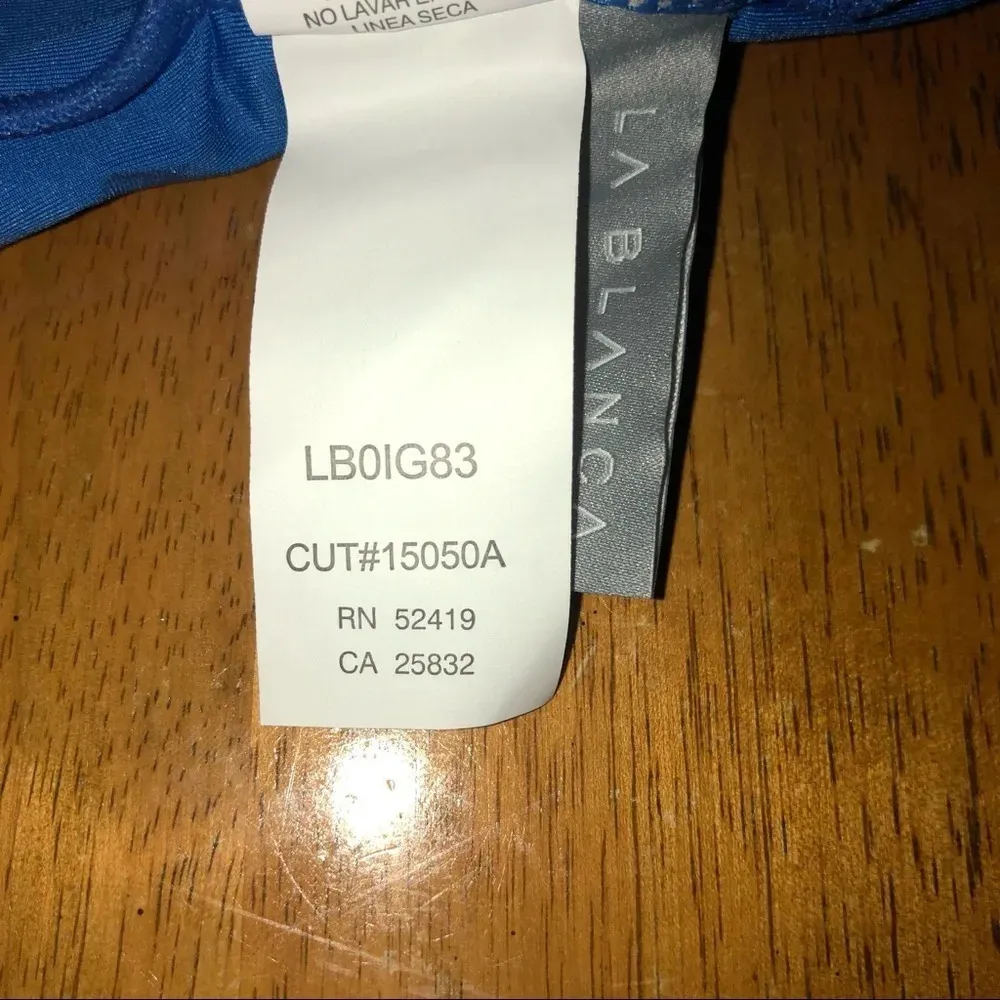 NO LAVAR E
LINEA SECA
LA BLANCA
LB0IG83
CUT#15050A
RN 52419
CA 25832